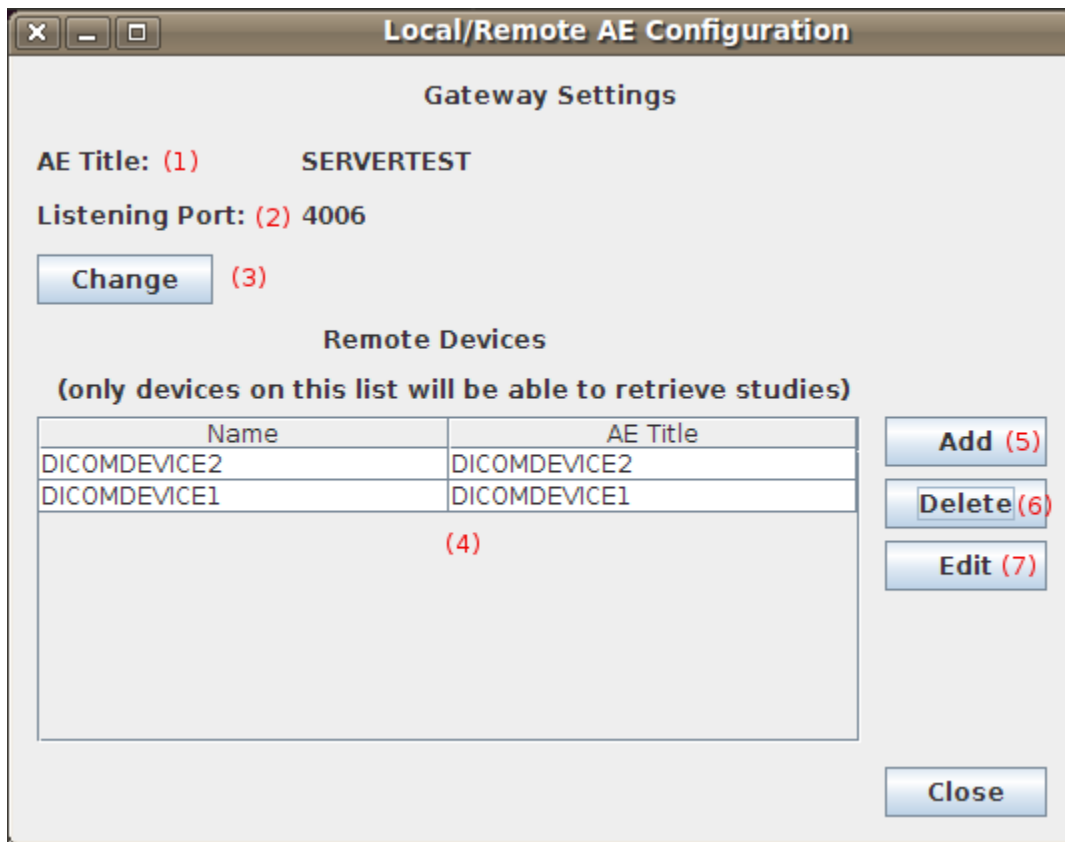 Local/Remote AE Configuration
Gateway Settings
AE Title: (1) SERVERTEST
Listening Port: (2) 4006
Change (3)
Remote Devices
(only devices on this list will be able to retrieve studies)
Name AE Title
DICOMDEVICE2 DICOMDEVICE2
DICOMDEVICE1 DICOMDEVICE1
(4)
Add (5)
Delete (6)
Edit (7)
Close